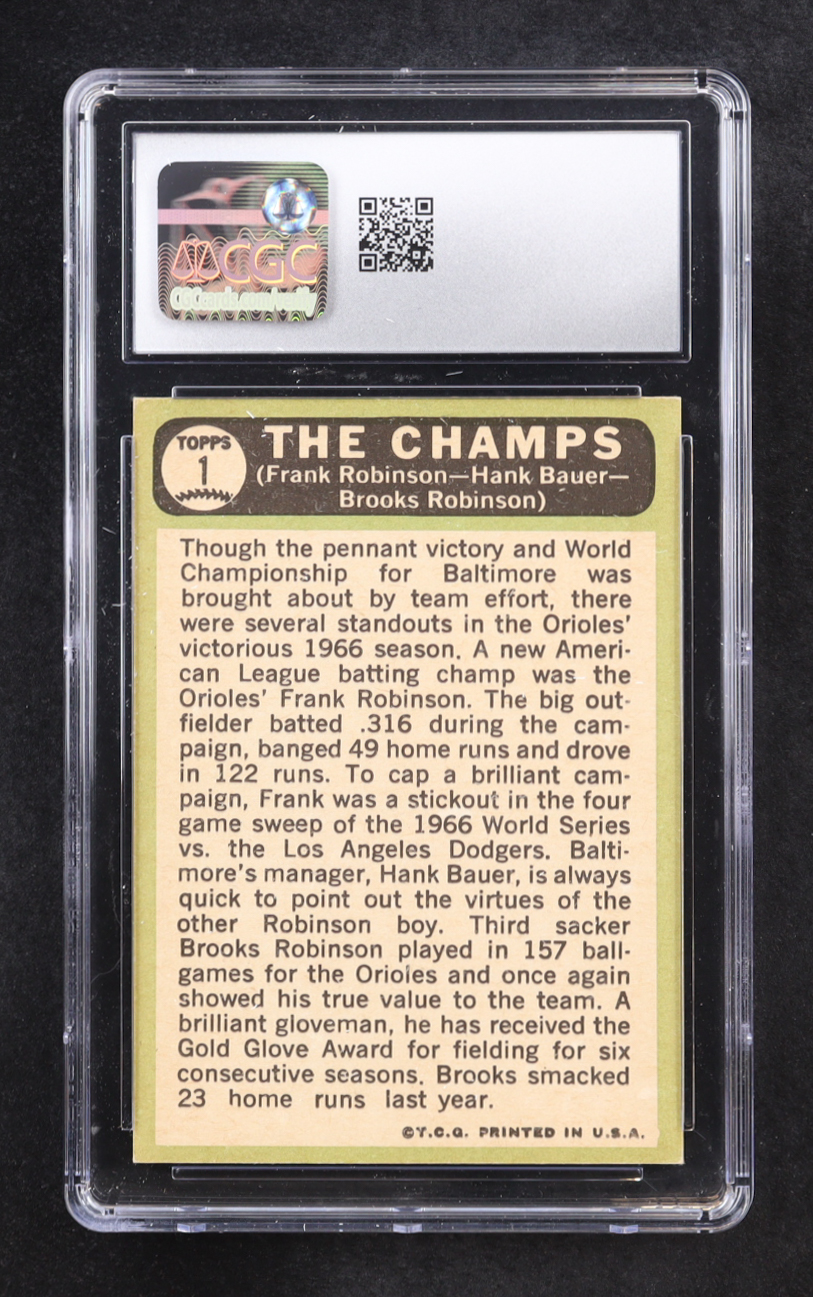 CGC
CGCcards.com/verify
TOPPS
1
THE CHAMPS
(Frank Robinson—Hank Bauer—
Brooks Robinson)
Though the pennant victory and World
Championship for Baltimore was
brought about by team effort, there
were several standouts in the Orioles'
victorious 1966 season. A new Ameri-
can League batting champ was the
Orioles' Frank Robinson. The big out-
fielder batted .316 during the cam-
paign, banged 49 home runs and drove
in 122 runs. To cap a brilliant cam-
paign, Frank was a stickout in the four
game sweep of the 1966 World Series
vs. the Los Angeles Dodgers. Balti-
more's manager, Hank Bauer, is always
quick to point out the virtues of the
other Robinson boy. Third sacker
Brooks Robinson played in 157 ball-
games for the Orioles and once again
showed his true value to the team. A
brilliant gloveman, he has received the
Gold Glove Award for fielding for six
consecutive seasons. Brooks smacked
23 home runs last year.
©T.C.G. PRINTED IN U.S.A.